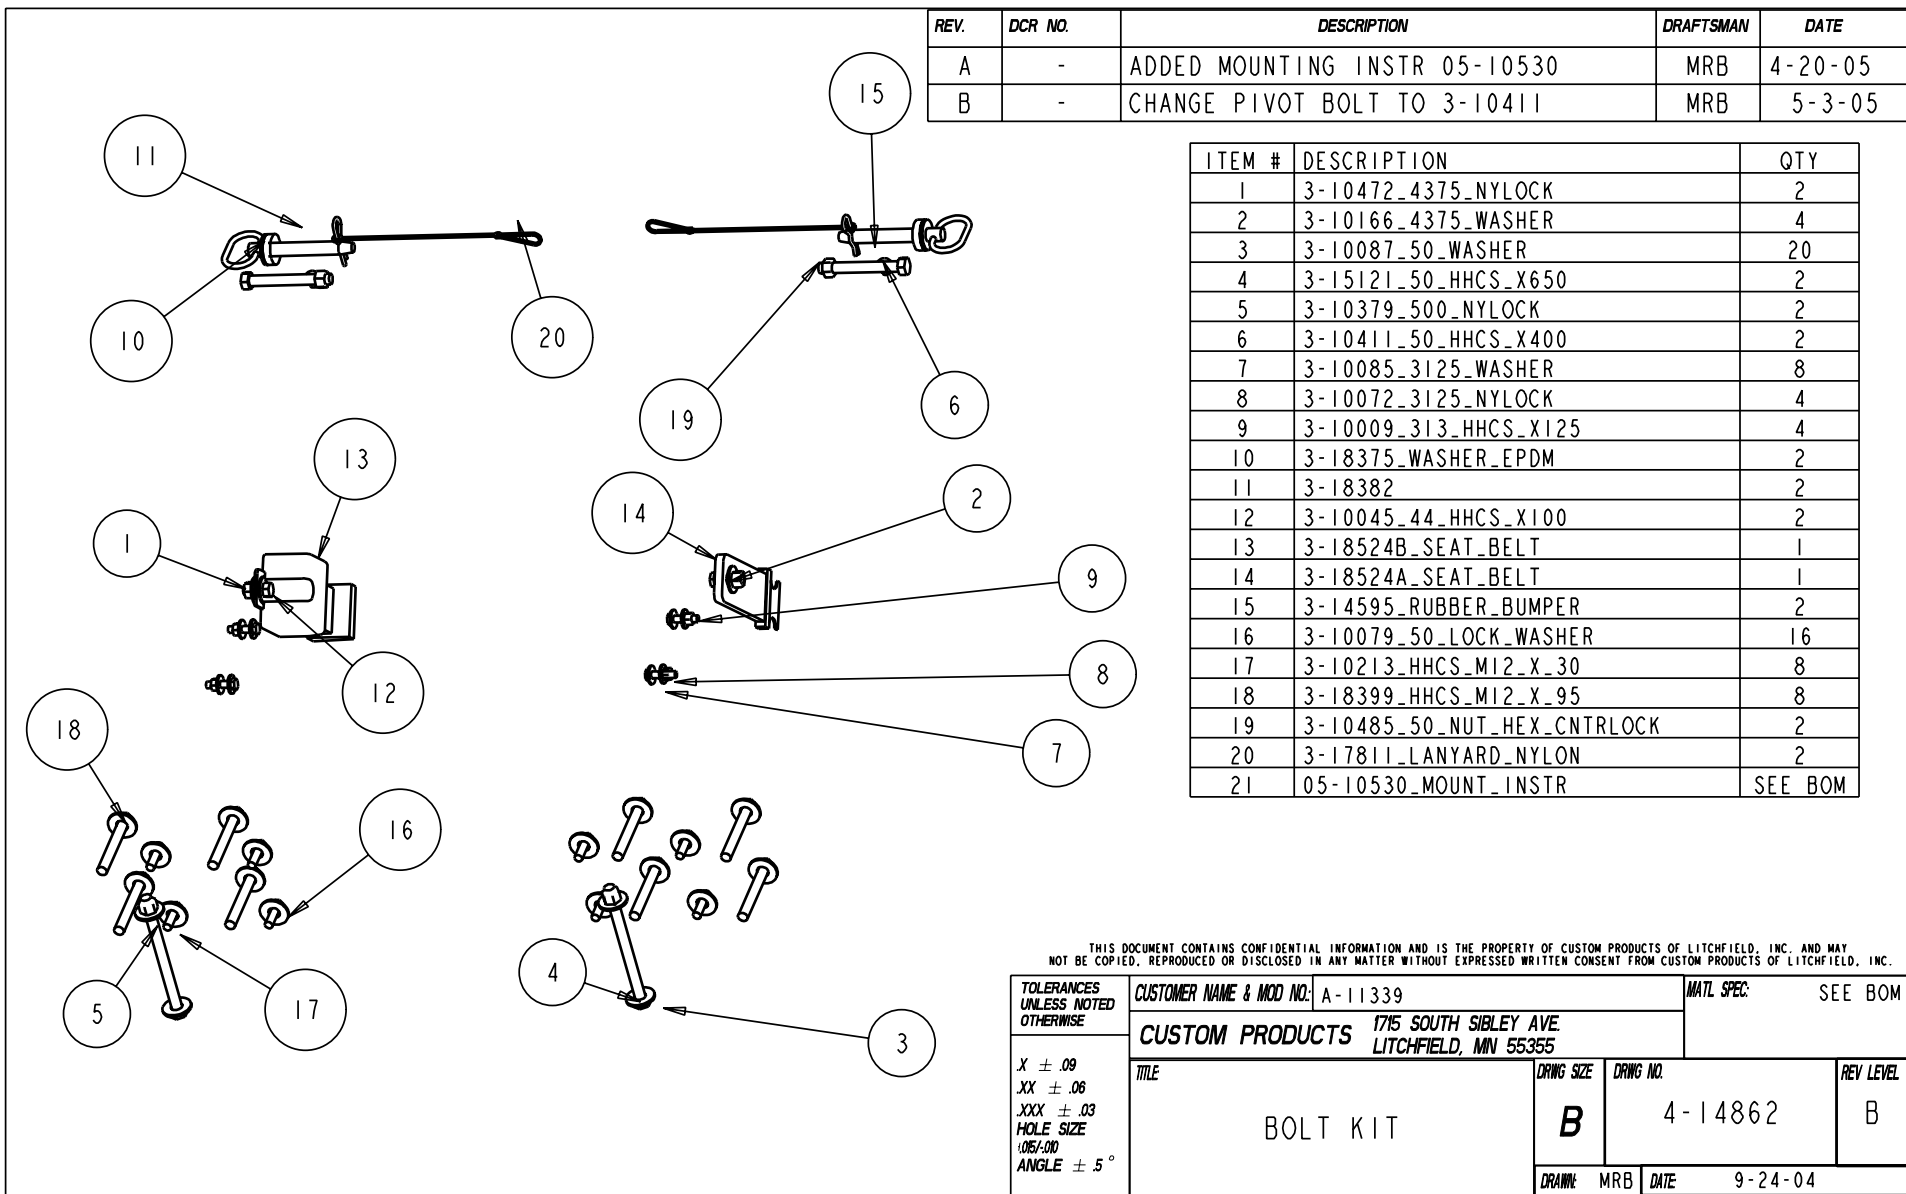 REV. DCR NO. DESCRIPTION DRAFTSMAN DATE
A - ADDED MOUNTING INSTR 05-10530 MRB 4-20-05
B - CHANGE PIVOT BOLT TO 3-10411 MRB 5-3-05
ITEM # DESCRIPTION QTY
1 3-10472_4375_NYLOCK 2
2 3-10166_4375_WASHER 4
3 3-10087_50_WASHER 20
4 3-15121_50_HHCS_X650 2
5 3-10379_500_NYLOCK 2
6 3-10411_50_HHCS_X400 2
7 3-10085_3125_WASHER 8
8 3-10072_3125_NYLOCK 4
9 3-10009_313_HHCS_X125 4
10 3-18375_WASHER_EPDM 2
11 3-18382 2
12 3-10045_44_HHCS_X100 2
13 3-18524B_SEAT_BELT 1
14 3-18524A_SEAT_BELT 1
15 3-14595_RUBBER_BUMPER 2
16 3-10079_50_LOCK_WASHER 16
17 3-10213_HHCS_M12_X_30 8
18 3-18399_HHCS_M12_X_95 8
19 3-10485_50_NUT_HEX_CNTRLOCK 2
20 3-17811_LANYARD_NYLON 2
21 05-10530_MOUNT_INSTR SEE BOM
15
11
10
20
19
6
13
14
2
1
9
12
8
18
7
16
5
17
4
3
THIS DOCUMENT CONTAINS CONFIDENTIAL INFORMATION AND IS THE PROPERTY OF CUSTOM PRODUCTS OF LITCHFIELD, INC. AND MAY
NOT BE COPIED, REPRODUCED OR DISCLOSED IN ANY MATTER WITHOUT EXPRESSED WRITTEN CONSENT FROM CUSTOM PRODUCTS OF LITCHFIELD, INC.
TOLERANCES
UNLESS NOTED
OTHERWISE
.X ± .09
.XX ± .06
.XXX ± .03
HOLE SIZE
+.015/-.010
ANGLE ± .5°
CUSTOMER NAME & MOD NO.: A-11339
MATL SPEC: SEE BOM
CUSTOM PRODUCTS 1715 SOUTH SIBLEY AVE.
LITCHFIELD, MN 55355
TITLE
BOLT KIT
DRWG SIZE
B
DRWG NO.
4-14862
REV LEVEL
B
DRAWN: MRB DATE 9-24-04